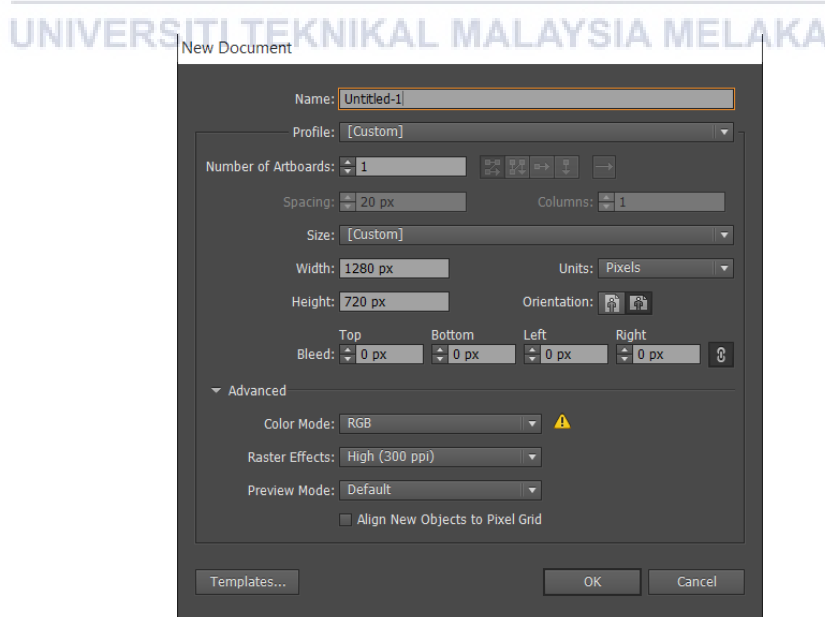 UNIVERSITI TEKNIKAL MALAYSIA MELAKA
New Document
Name: Untitled-1
Profile: [Custom]
Number of Artboards: 1
Spacing: 20 px Columns: 1
Size: [Custom]
Width: 1280 px Units: Pixels
Height: 720 px Orientation:
Top Bottom Left Right
Bleed: 0 px 0 px 0 px 0 px
Advanced
Color Mode: RGB
Raster Effects: High (300 ppi)
Preview Mode: Default
Align New Objects to Pixel Grid
Templates... OK Cancel